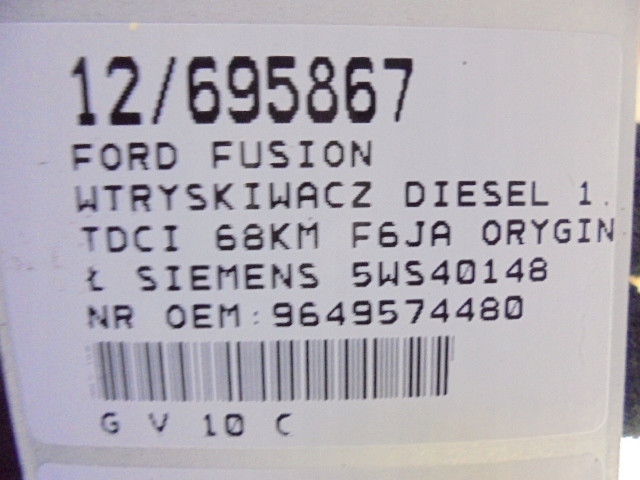 12/695867
FORD FUSION
WTRYSKIWACZ DIESEL 1.
TDCI 68KM F6JA ORYGIN
Ł SIEMENS 5WS40148
NR OEM:9649574480
G V 10 C